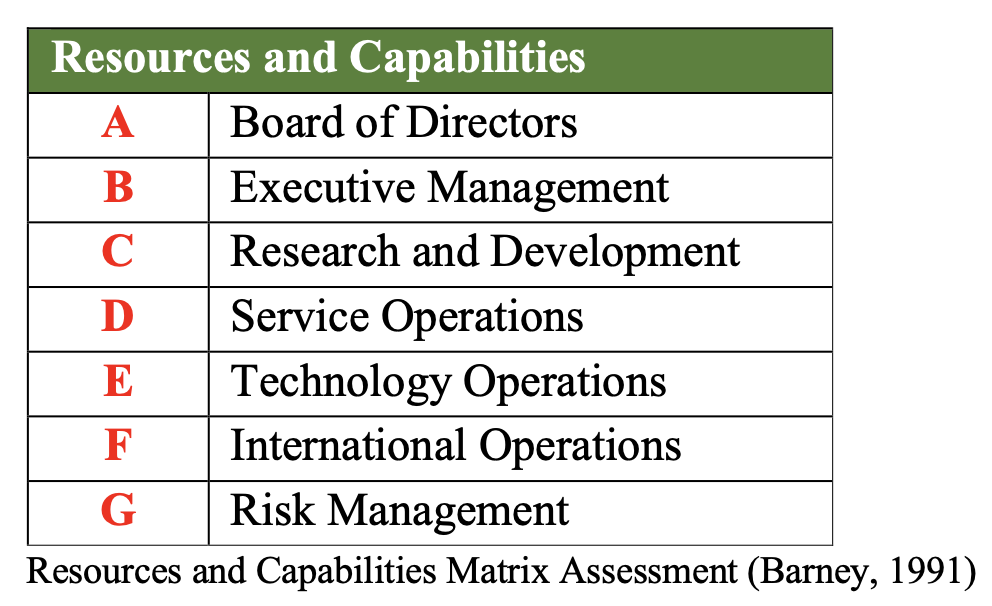 Resources and Capabilities
A Board of Directors
B Executive Management
C Research and Development
D Service Operations
E Technology Operations
F International Operations
G Risk Management
Resources and Capabilities Matrix Assessment (Barney, 1991)